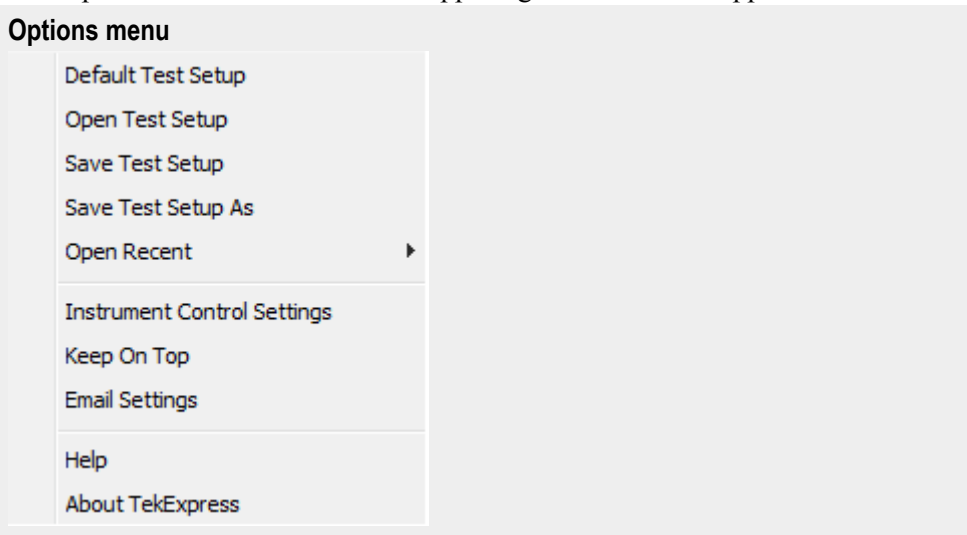 Options menu
Default Test Setup
Open Test Setup
Save Test Setup
Save Test Setup As
Open Recent
Instrument Control Settings
Keep On Top
Email Settings
Help
About TekExpress